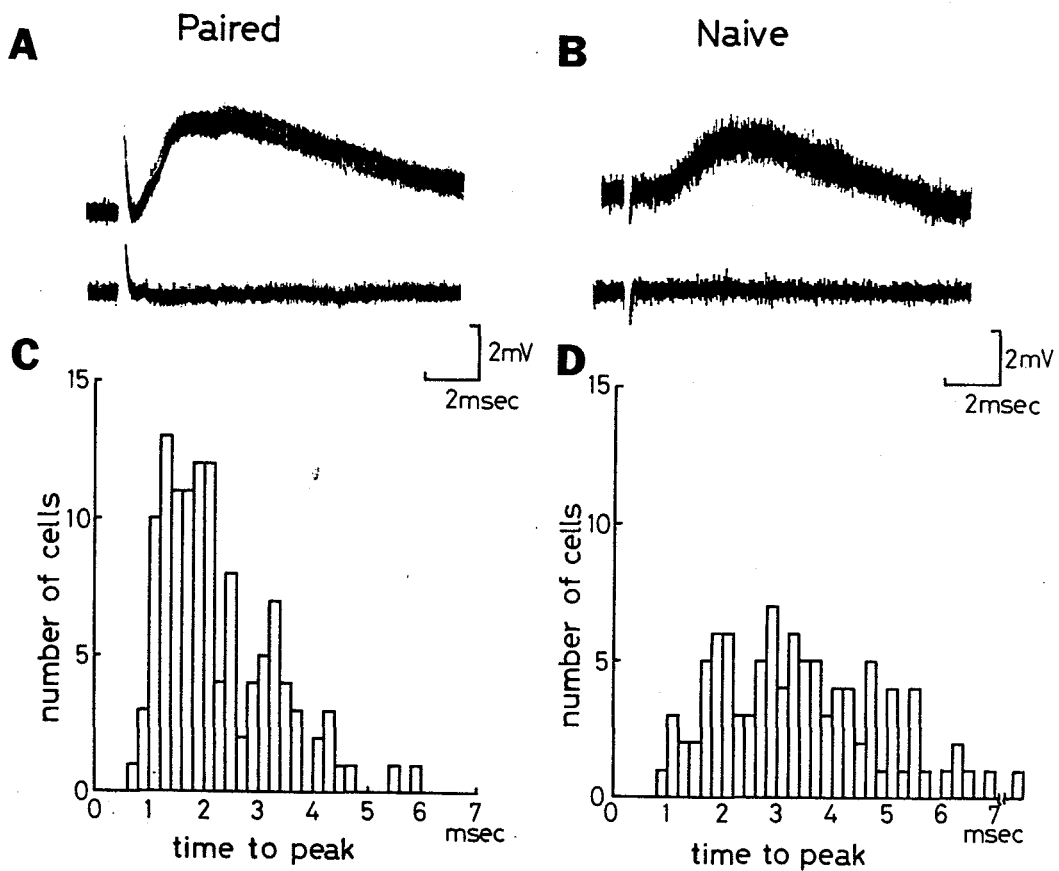 A
Paired
B
Naive
2mV
2msec
2mV
2msec
C
15
10
5
0
number of cells
0 1 2 3 4 5 6 7
msec
time to peak
D
15
10
5
0
number of cells
0 1 2 3 4 5 6 7
msec
time to peak